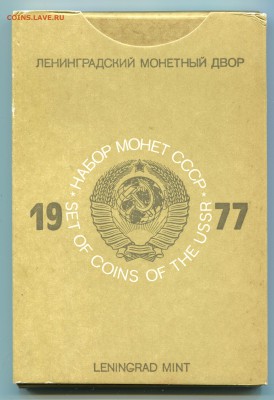 COINS.LAVE.RU
ЛЕНИНГРАДСКИЙ МОНЕТНЫЙ ДВОР
· НАБОР МОНЕТ СССР ·
19 77
SET OF COINS OF THE USSR
LENINGRAD MINT